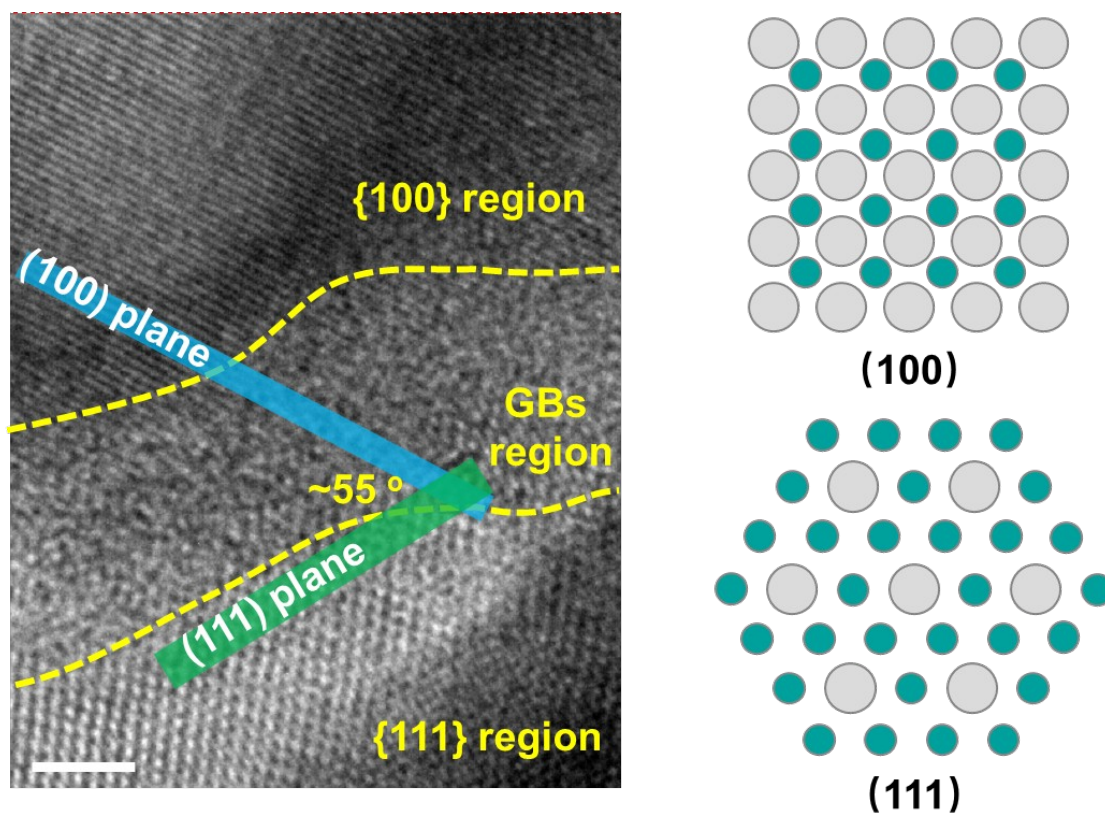 {100} region
(100) plane
GBs
region
~55 o
(111) plane
{111} region
(100)
(111)